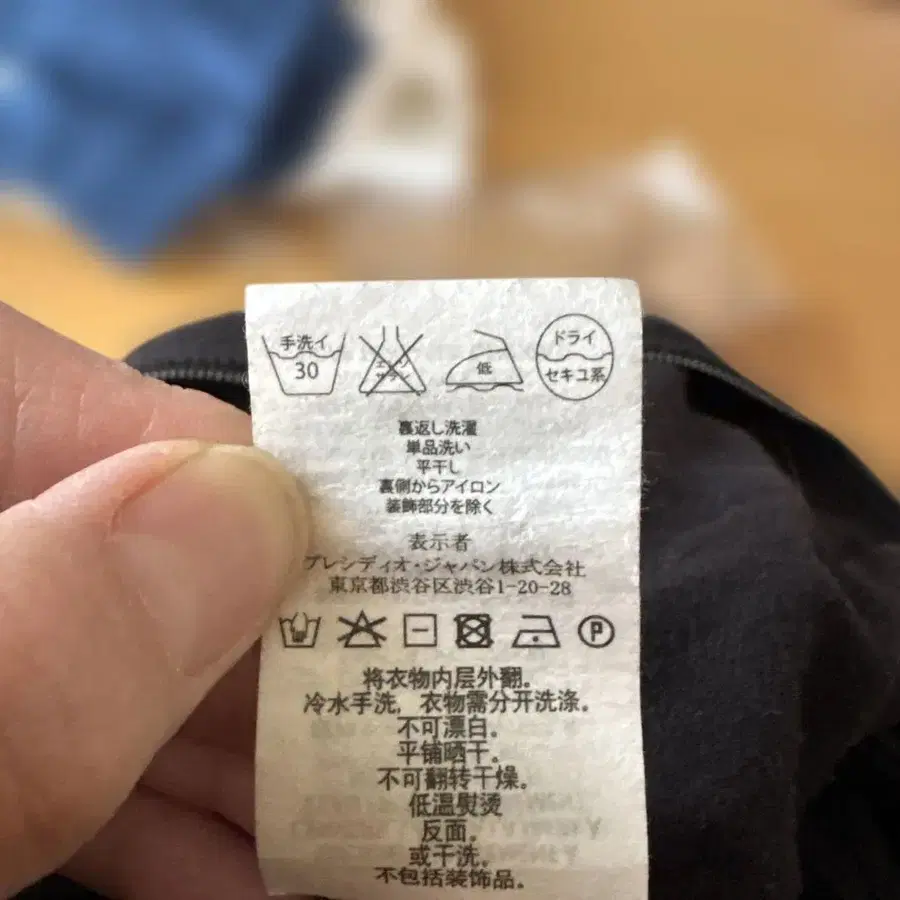 手洗イ
30
エンソ
サラシ
低
ドライ
セキユ系
裏返し洗濯
単品洗い
平干し
裏側からアイロン
装飾部分を除く
表示者
プレシディオ・ジャパン株式会社
東京都渋谷区渋谷1-20-28
P
将衣物内层外翻。
冷水手洗，衣物需分开洗涤。
不可漂白。
平铺晒干。
不可翻转干燥。
低温熨烫
反面。
或干洗。
不包括装饰品。